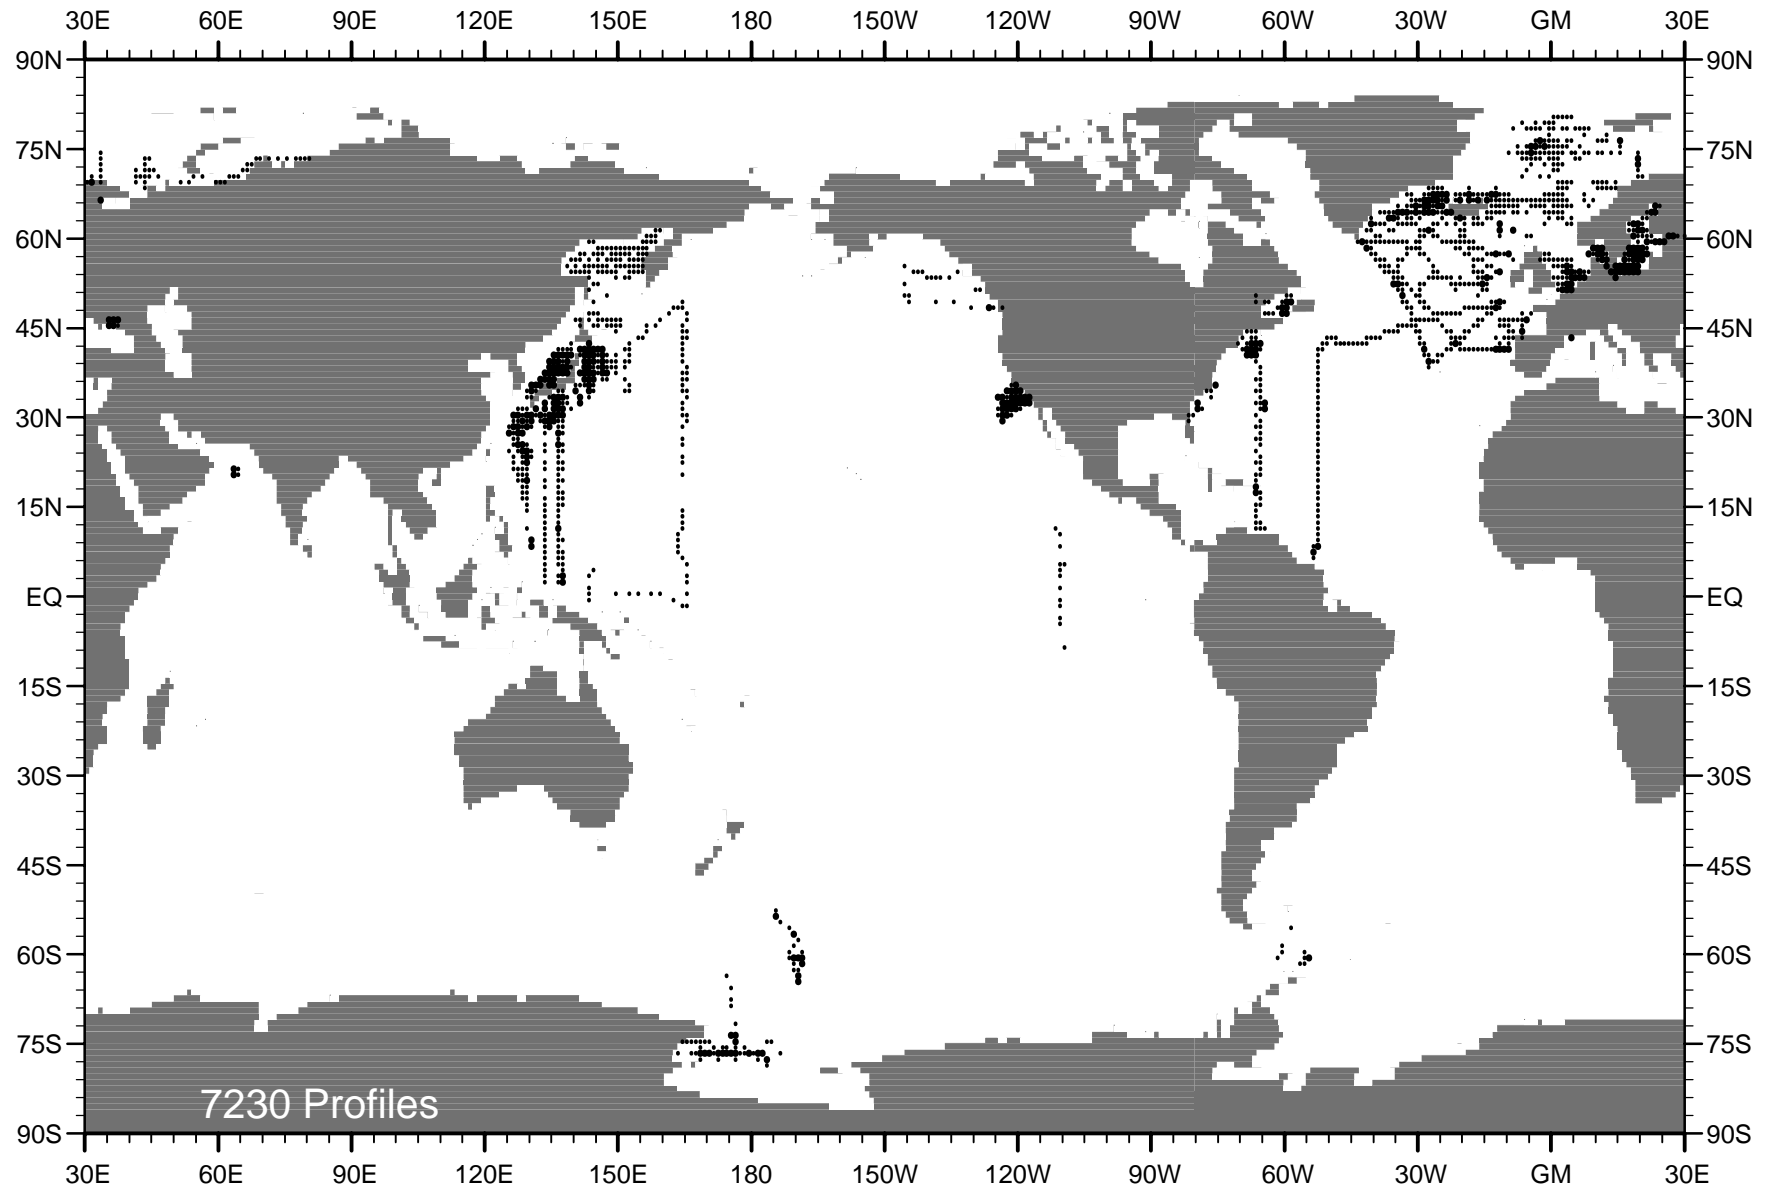 30E 60E 90E 120E 150E 180 150W 120W 90W 60W 30W GM 30E
90N 90N
75N 75N
60N 60N
45N 45N
30N 30N
15N 15N
EQ EQ
15S 15S
30S 30S
45S 45S
60S 60S
75S 75S
7230 Profiles
90S 90S
30E 60E 90E 120E 150E 180 150W 120W 90W 60W 30W GM 30E